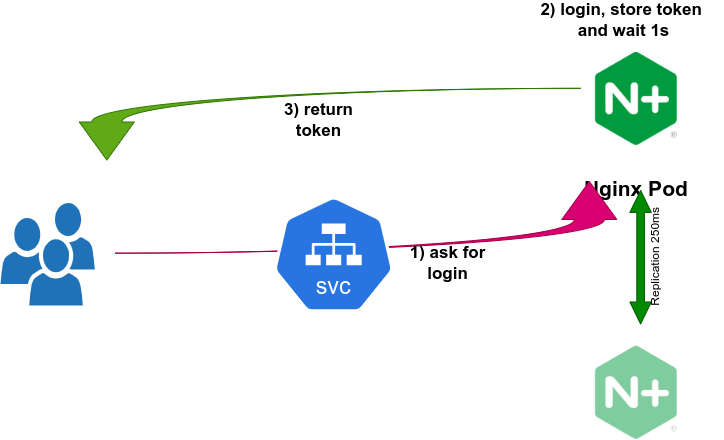 2) login, store token
and wait 1s
N+
®
3) return
token
Nginx Pod
Replication 250ms
1) ask for
login
SVC
N+
®